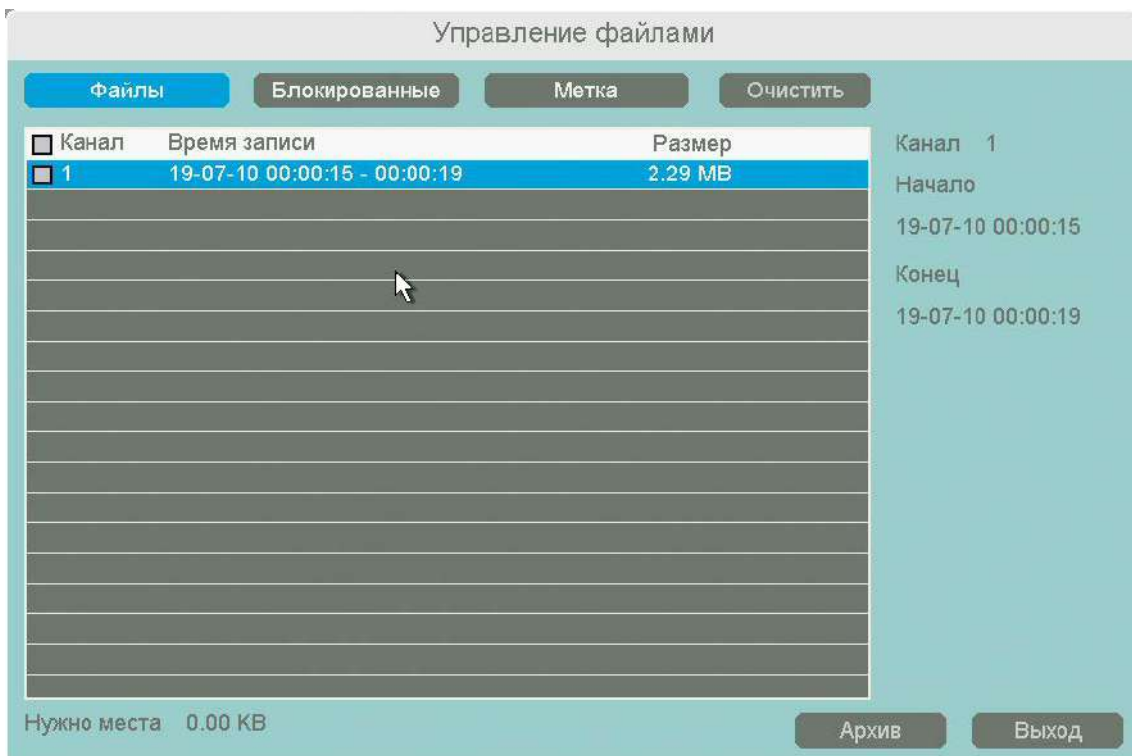 Управление файлами
Файлы Блокированные Метка Очистить
Канал Время записи Размер
1 19-07-10 00:00:15 - 00:00:19 2.29 MB
Канал 1
Начало
19-07-10 00:00:15
Конец
19-07-10 00:00:19
Нужно места 0.00 KB
Архив Выход